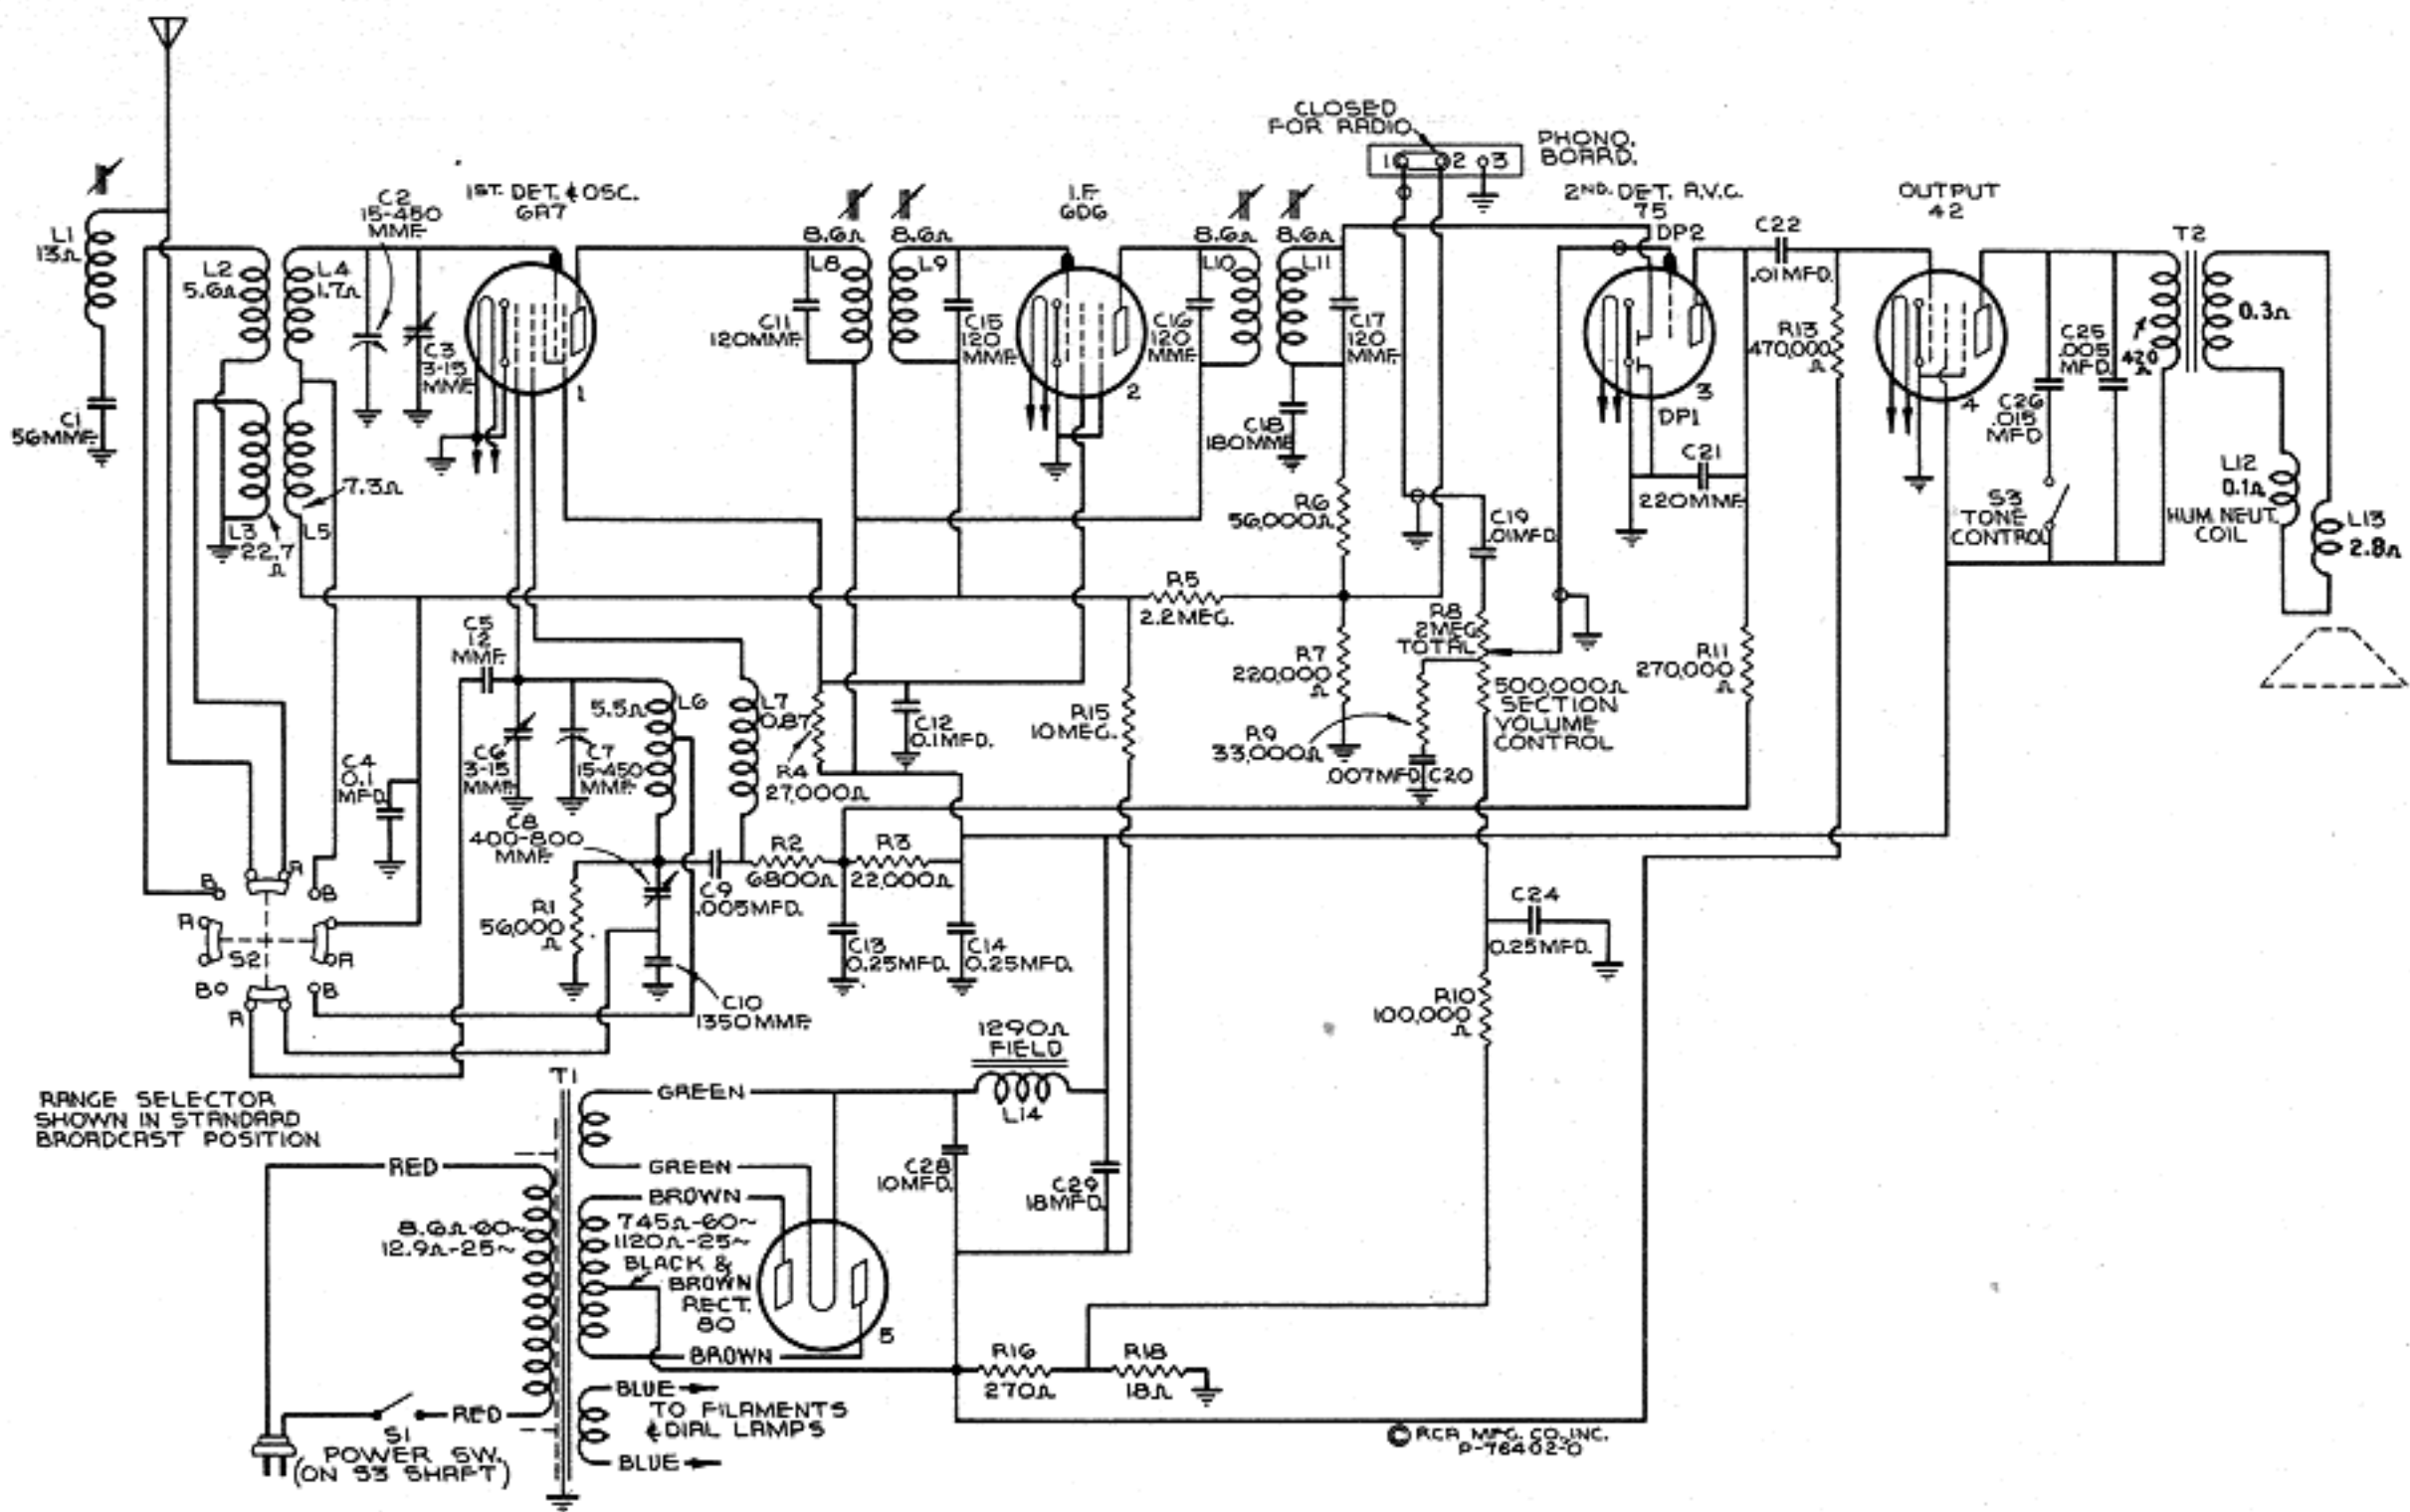 CLOSED
FOR RADIO
1 2 3
PHONO.
BOARD.
1ST. DET. & OSC.
6A7
I.F.
6D6
2ND. DET. A.V.C.
75
OUTPUT
42
C2
15-450
MMF.
L1
13Ω
L2
5.6Ω
L4
1.7Ω
C3
3-15
MMF.
C1
56MMF.
1
8.6Ω
L8
8.6Ω
L9
C11
120MMF.
C15
120
MMF.
2
8.6Ω
L10
8.6Ω
L11
C16
120
MMF.
C17
120
MMF.
C18
180MMF.
DP2
3
DP1
C22
.01MFD.
R13
470,000
Ω
4
T2
0.3Ω
C25
.005
MFD.
420
Ω
C26
.015
MFD
L3
22.7
Ω
7.3Ω
L5
R6
56,000Ω
C19
.01MFD.
C21
220MMF.
S3
TONE
CONTROL
L12
0.1Ω
HUM. NEUT.
COIL
L13
2.8Ω
R5
2.2MEG.
C5
12
MMF.
R8
2MEG.
TOTAL
R7
220,000
Ω
R11
270,000
Ω
500,000Ω
SECTION
VOLUME
CONTROL
5.5Ω
L6
L7
0.87
C12
0.1MFD.
R15
10MEG.
R9
33,000Ω
.007MFD.
C20
C6
3-15
MMF.
C7
15-450
MMF.
C4
0.1
MFD.
R4
27,000Ω
C8
400-800
MMF.
R2
6800Ω
R3
22,000Ω
C9
.005MFD.
R1
56,000
Ω
C13
0.25MFD.
C14
0.25MFD.
C24
0.25MFD.
B
A
B
A
S2
A
B
B
A
C10
1350MMF.
R10
100,000
Ω
1290Ω
FIELD
L14
RANGE SELECTOR
SHOWN IN STANDARD
BROADCAST POSITION
T1
GREEN
GREEN
BROWN
RED
8.6Ω-60~
12.9Ω-25~
745Ω-60~
1120Ω-25~
BLACK &
BROWN
RECT.
80
5
BROWN
C28
10MFD.
C29
18MFD.
R16
270Ω
R18
18Ω
BLUE
TO FILAMENTS
& DIAL LAMPS
BLUE
RED
S1
POWER SW.
(ON S3 SHAFT)
© RCA MFG. CO., INC.
P-76402-0